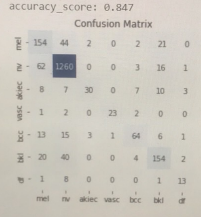 accuracy_score: 0.847
Confusion Matrix
mel 154 44 2 0 2 21 0
nv 62 1260 0 0 3 16 1
akiec 8 7 30 0 7 10 3
vasc 1 2 0 23 2 0 0
bcc 13 15 3 1 64 6 1
bkl 20 40 0 0 4 154 2
df 1 8 0 0 0 1 13
mel nv akiec vasc bcc bkl df